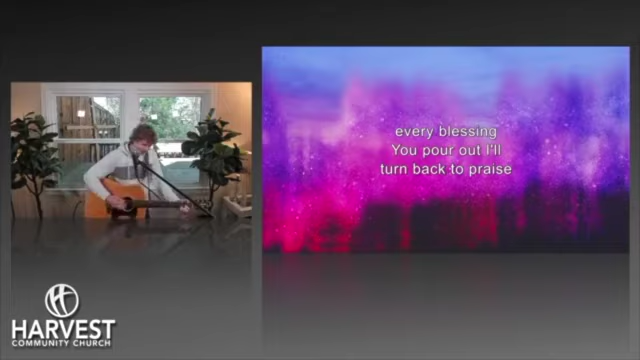 every blessing
You pour out I'll
turn back to praise
HARVEST
COMMUNITY CHURCH